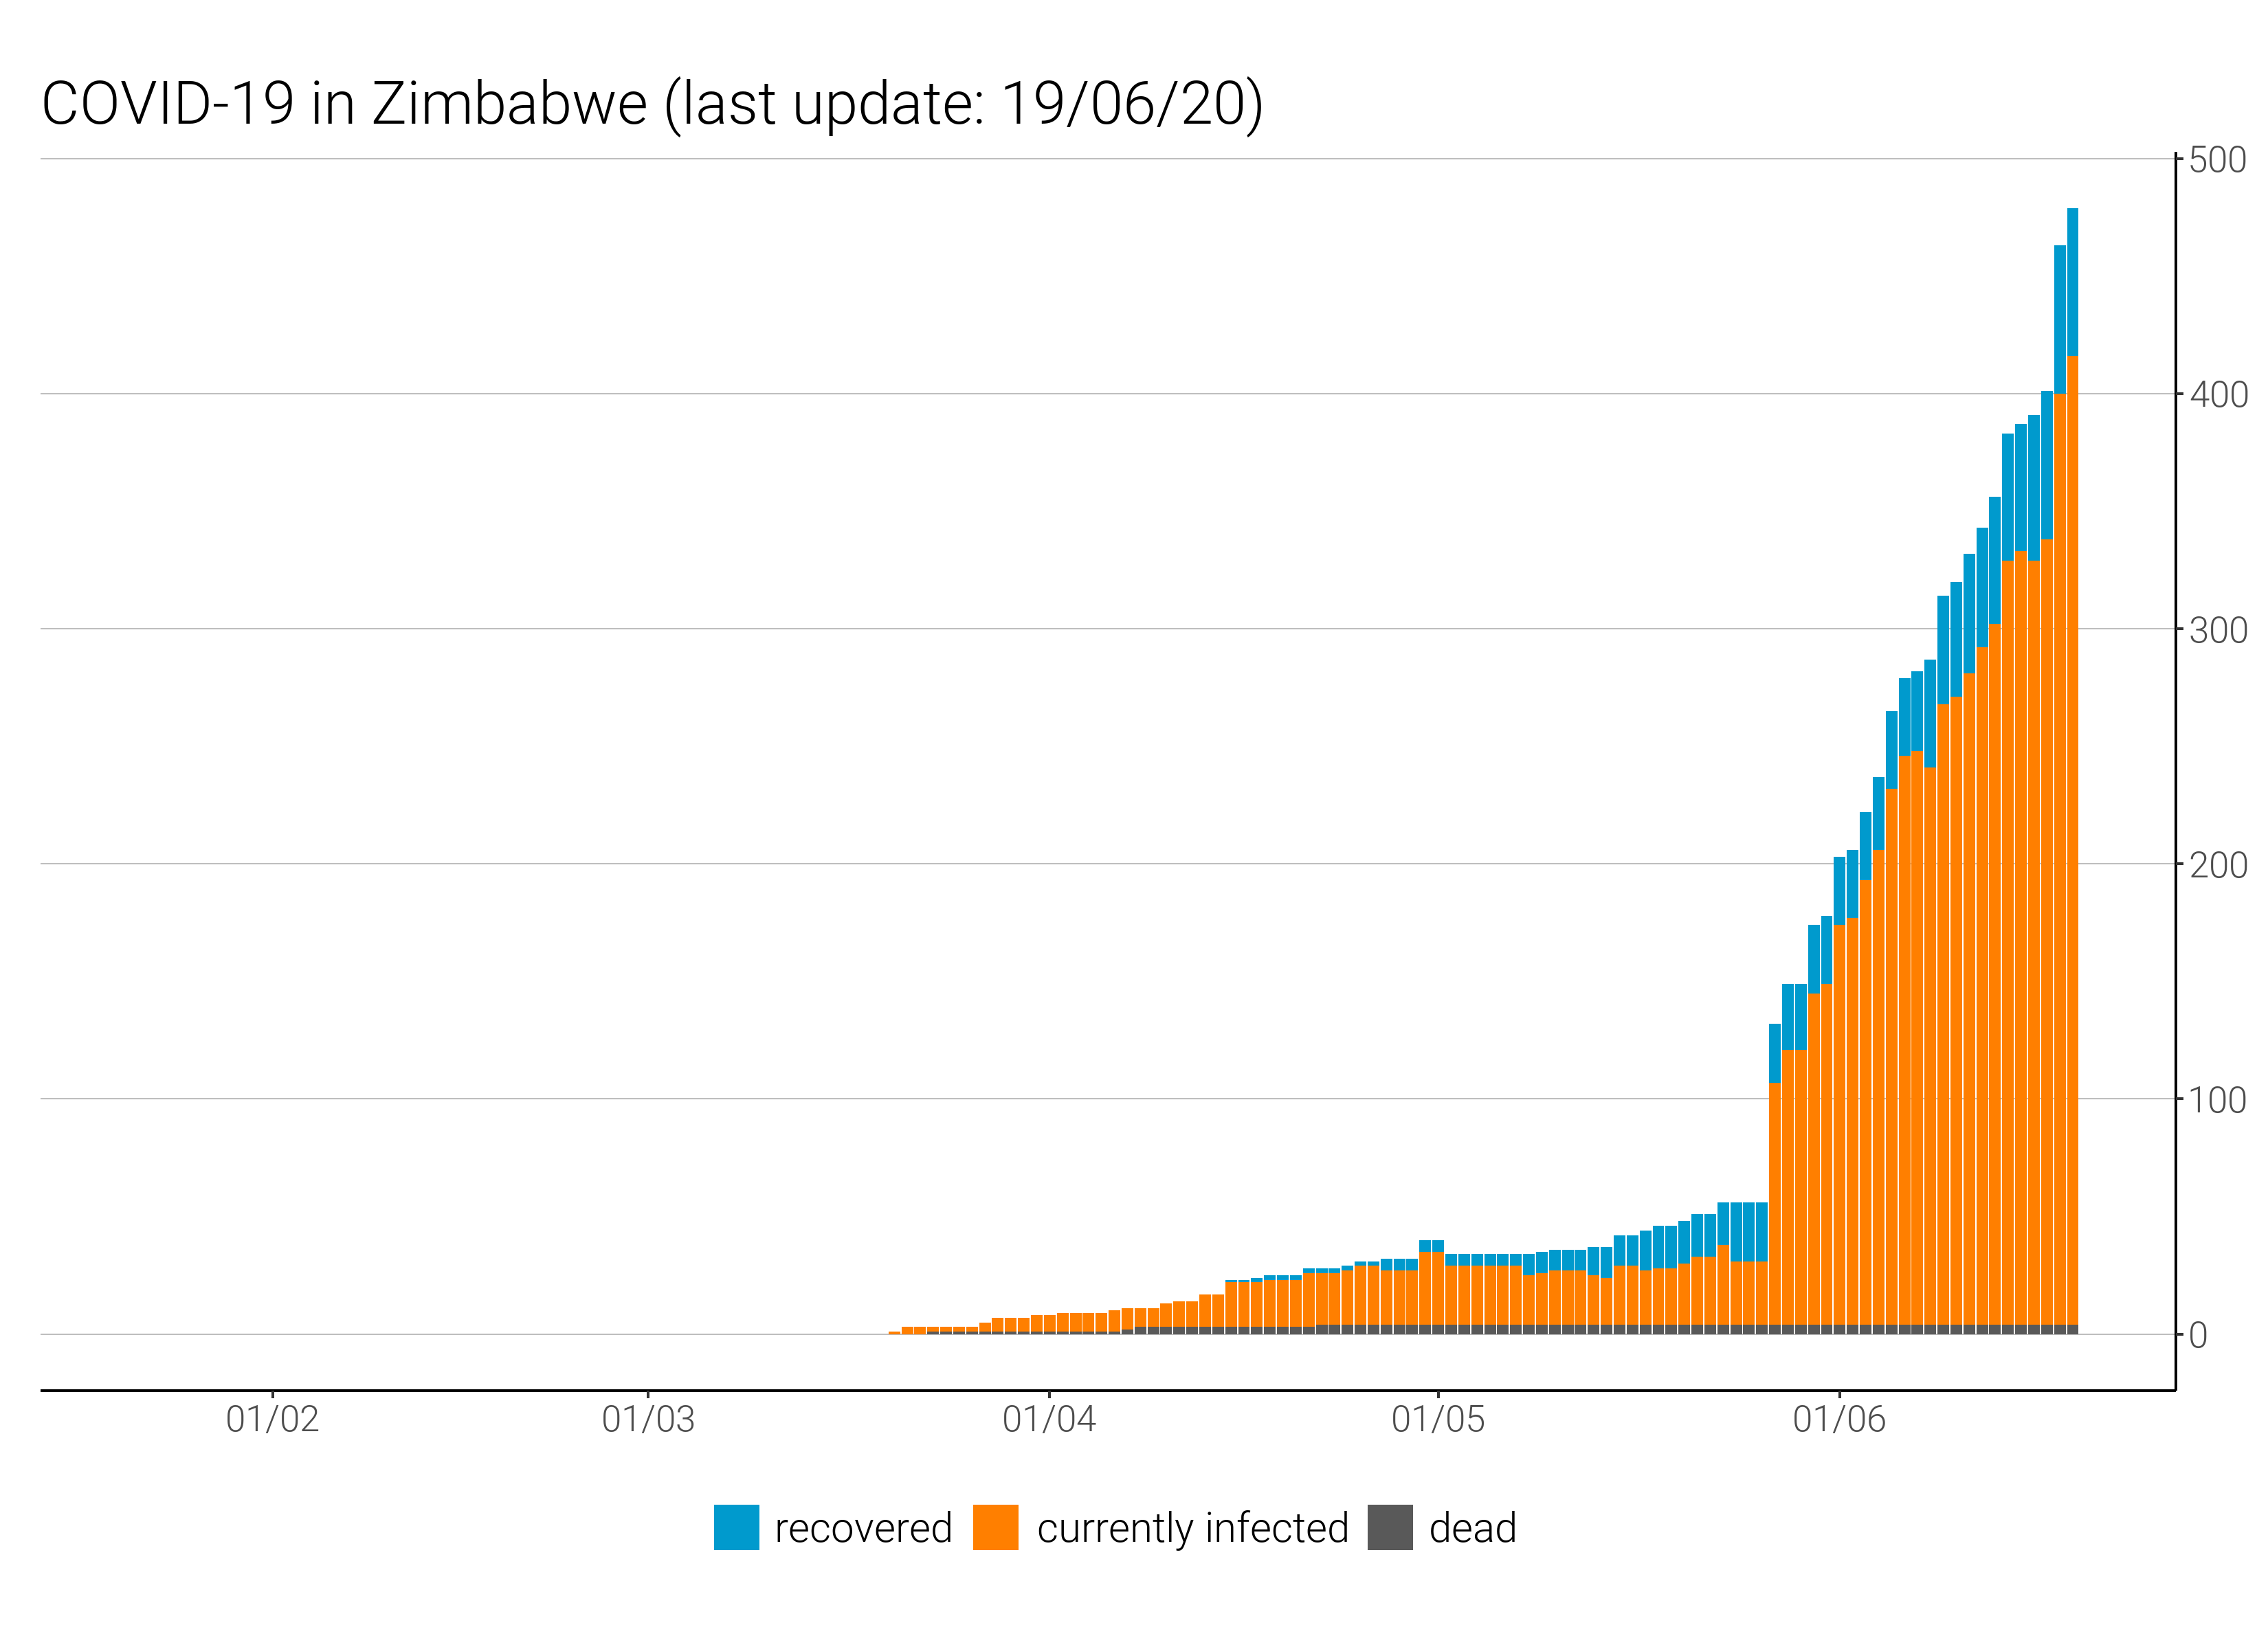 COVID-19 in Zimbabwe (last update: 19/06/20)
500
400
300
200
100
0
01/02 01/03 01/04 01/05 01/06
recovered currently infected dead